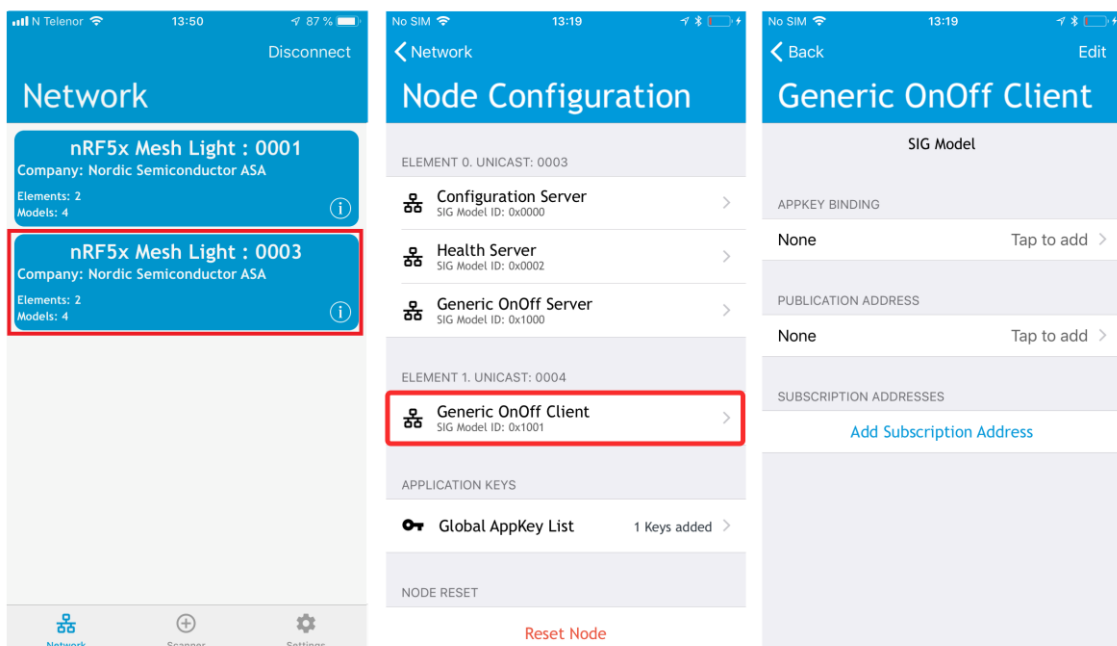 N Telenor 13:50 87 %
Disconnect
Network
nRF5x Mesh Light : 0001
Company: Nordic Semiconductor ASA
Elements: 2
Models: 4
nRF5x Mesh Light : 0003
Company: Nordic Semiconductor ASA
Elements: 2
Models: 4
Network Scanner Settings
No SIM 13:19
Network
Node Configuration
ELEMENT 0. UNICAST: 0003
Configuration Server
SIG Model ID: 0x0000
Health Server
SIG Model ID: 0x0002
Generic OnOff Server
SIG Model ID: 0x1000
ELEMENT 1. UNICAST: 0004
Generic OnOff Client
SIG Model ID: 0x1001
APPLICATION KEYS
Global AppKey List 1 Keys added
NODE RESET
Reset Node
No SIM 13:19
Back Edit
Generic OnOff Client
SIG Model
APPKEY BINDING
None Tap to add
PUBLICATION ADDRESS
None Tap to add
SUBSCRIPTION ADDRESSES
Add Subscription Address